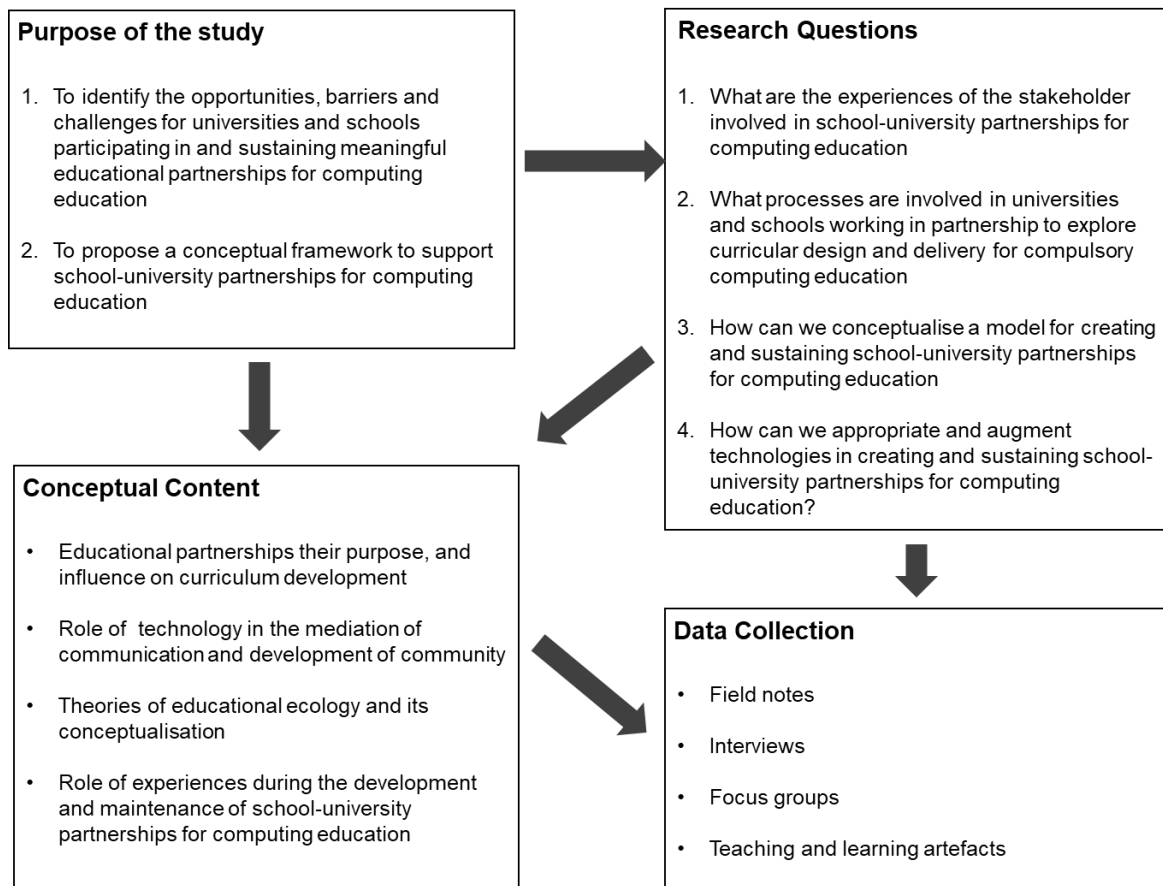 Purpose of the study
1. To identify the opportunities, barriers and
challenges for universities and schools
participating in and sustaining meaningful
educational partnerships for computing
education
2. To propose a conceptual framework to support
school-university partnerships for computing
education
Research Questions
1. What are the experiences of the stakeholder
involved in school-university partnerships for
computing education
2. What processes are involved in universities
and schools working in partnership to explore
curricular design and delivery for compulsory
computing education
3. How can we conceptualise a model for creating
and sustaining school-university partnerships
for computing education
4. How can we appropriate and augment
technologies in creating and sustaining school-
university partnerships for computing
education?
Conceptual Content
• Educational partnerships their purpose, and
influence on curriculum development
• Role of technology in the mediation of
communication and development of community
• Theories of educational ecology and its
conceptualisation
• Role of experiences during the development
and maintenance of school-university
partnerships for computing education
Data Collection
• Field notes
• Interviews
• Focus groups
• Teaching and learning artefacts